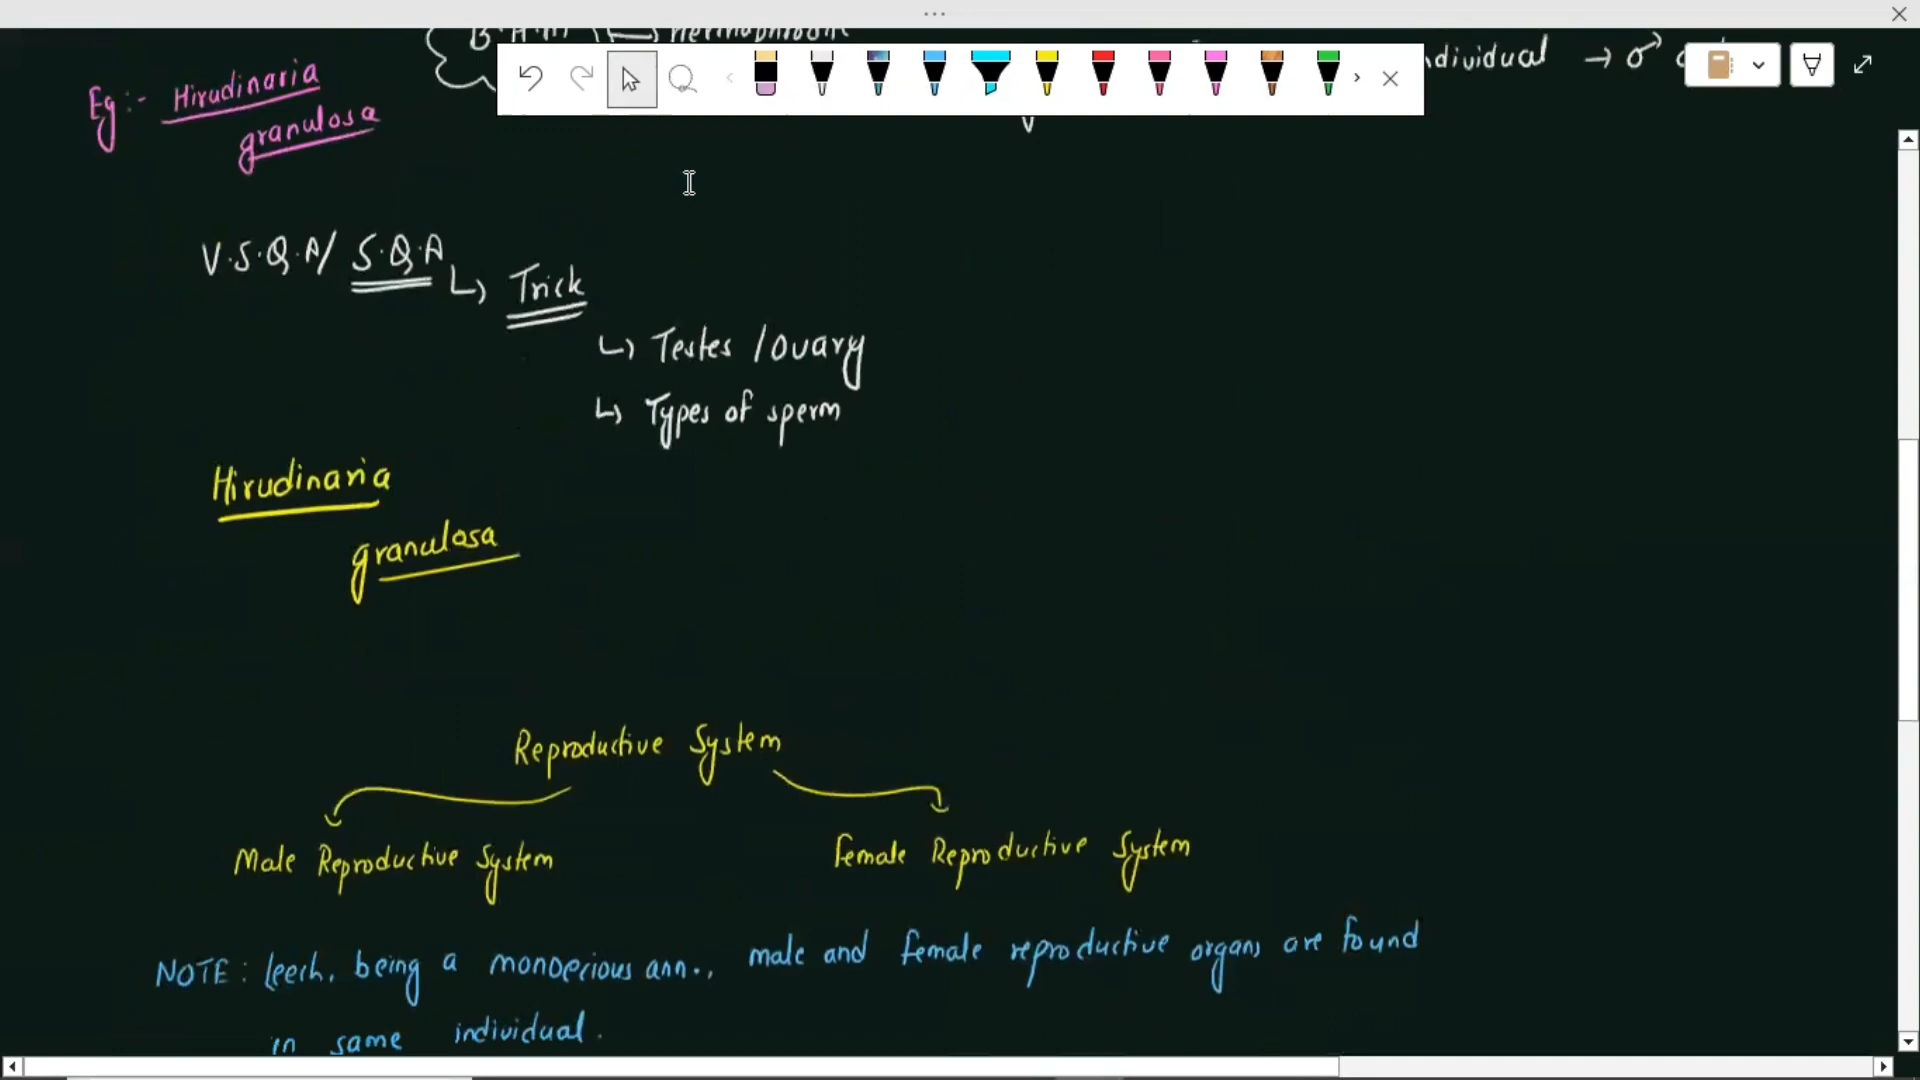 Eg:- Hirudinaria
granulosa
dividual → ♂
V.S.Q.A/ S.Q.A
↳ Trick
↳ Testes /Ovary
↳ Types of sperm
Hirudinaria
granulosa
Reproductive System
Male Reproductive System
Female Reproductive System
NOTE: leech, being a monoecious ann., male and female reproductive organs are found
in same individual.